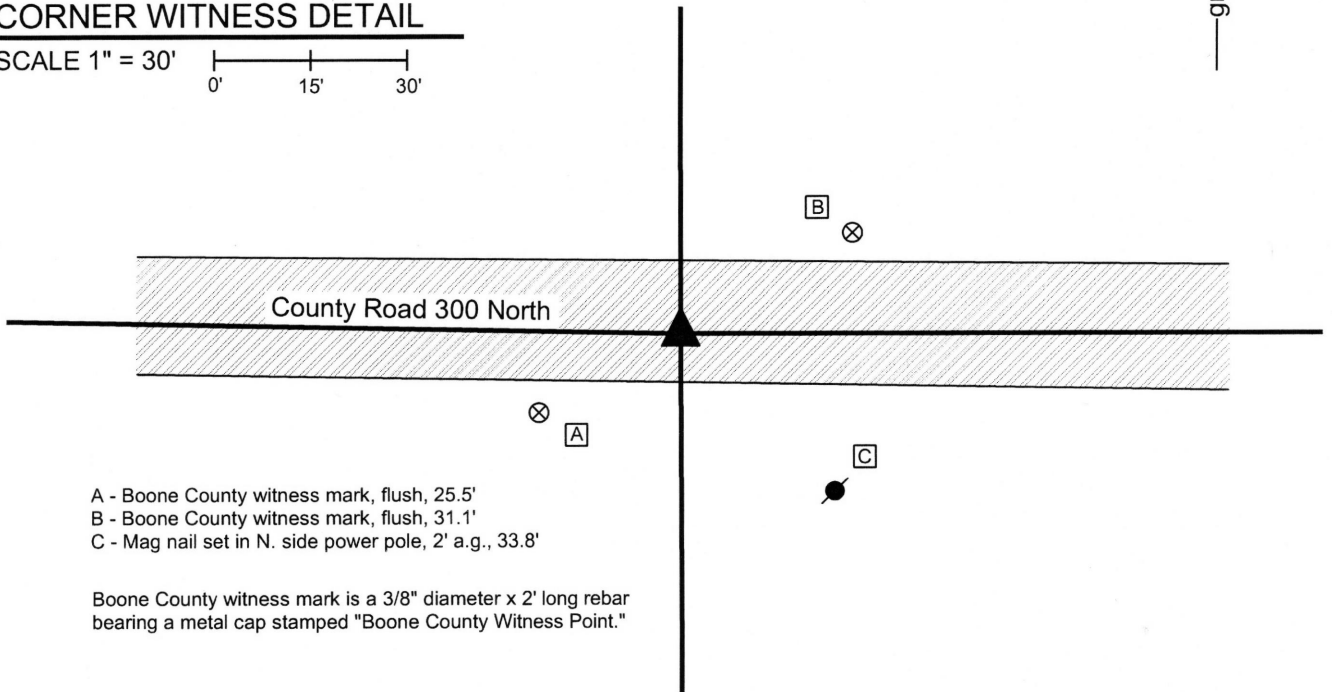 CORNER WITNESS DETAIL
SCALE 1" = 30'
0' 15' 30'
B
County Road 300 North
A
C
A - Boone County witness mark, flush, 25.5'
B - Boone County witness mark, flush, 31.1'
C - Mag nail set in N. side power pole, 2' a.g., 33.8'
Boone County witness mark is a 3/8" diameter x 2' long rebar
bearing a metal cap stamped "Boone County Witness Point."